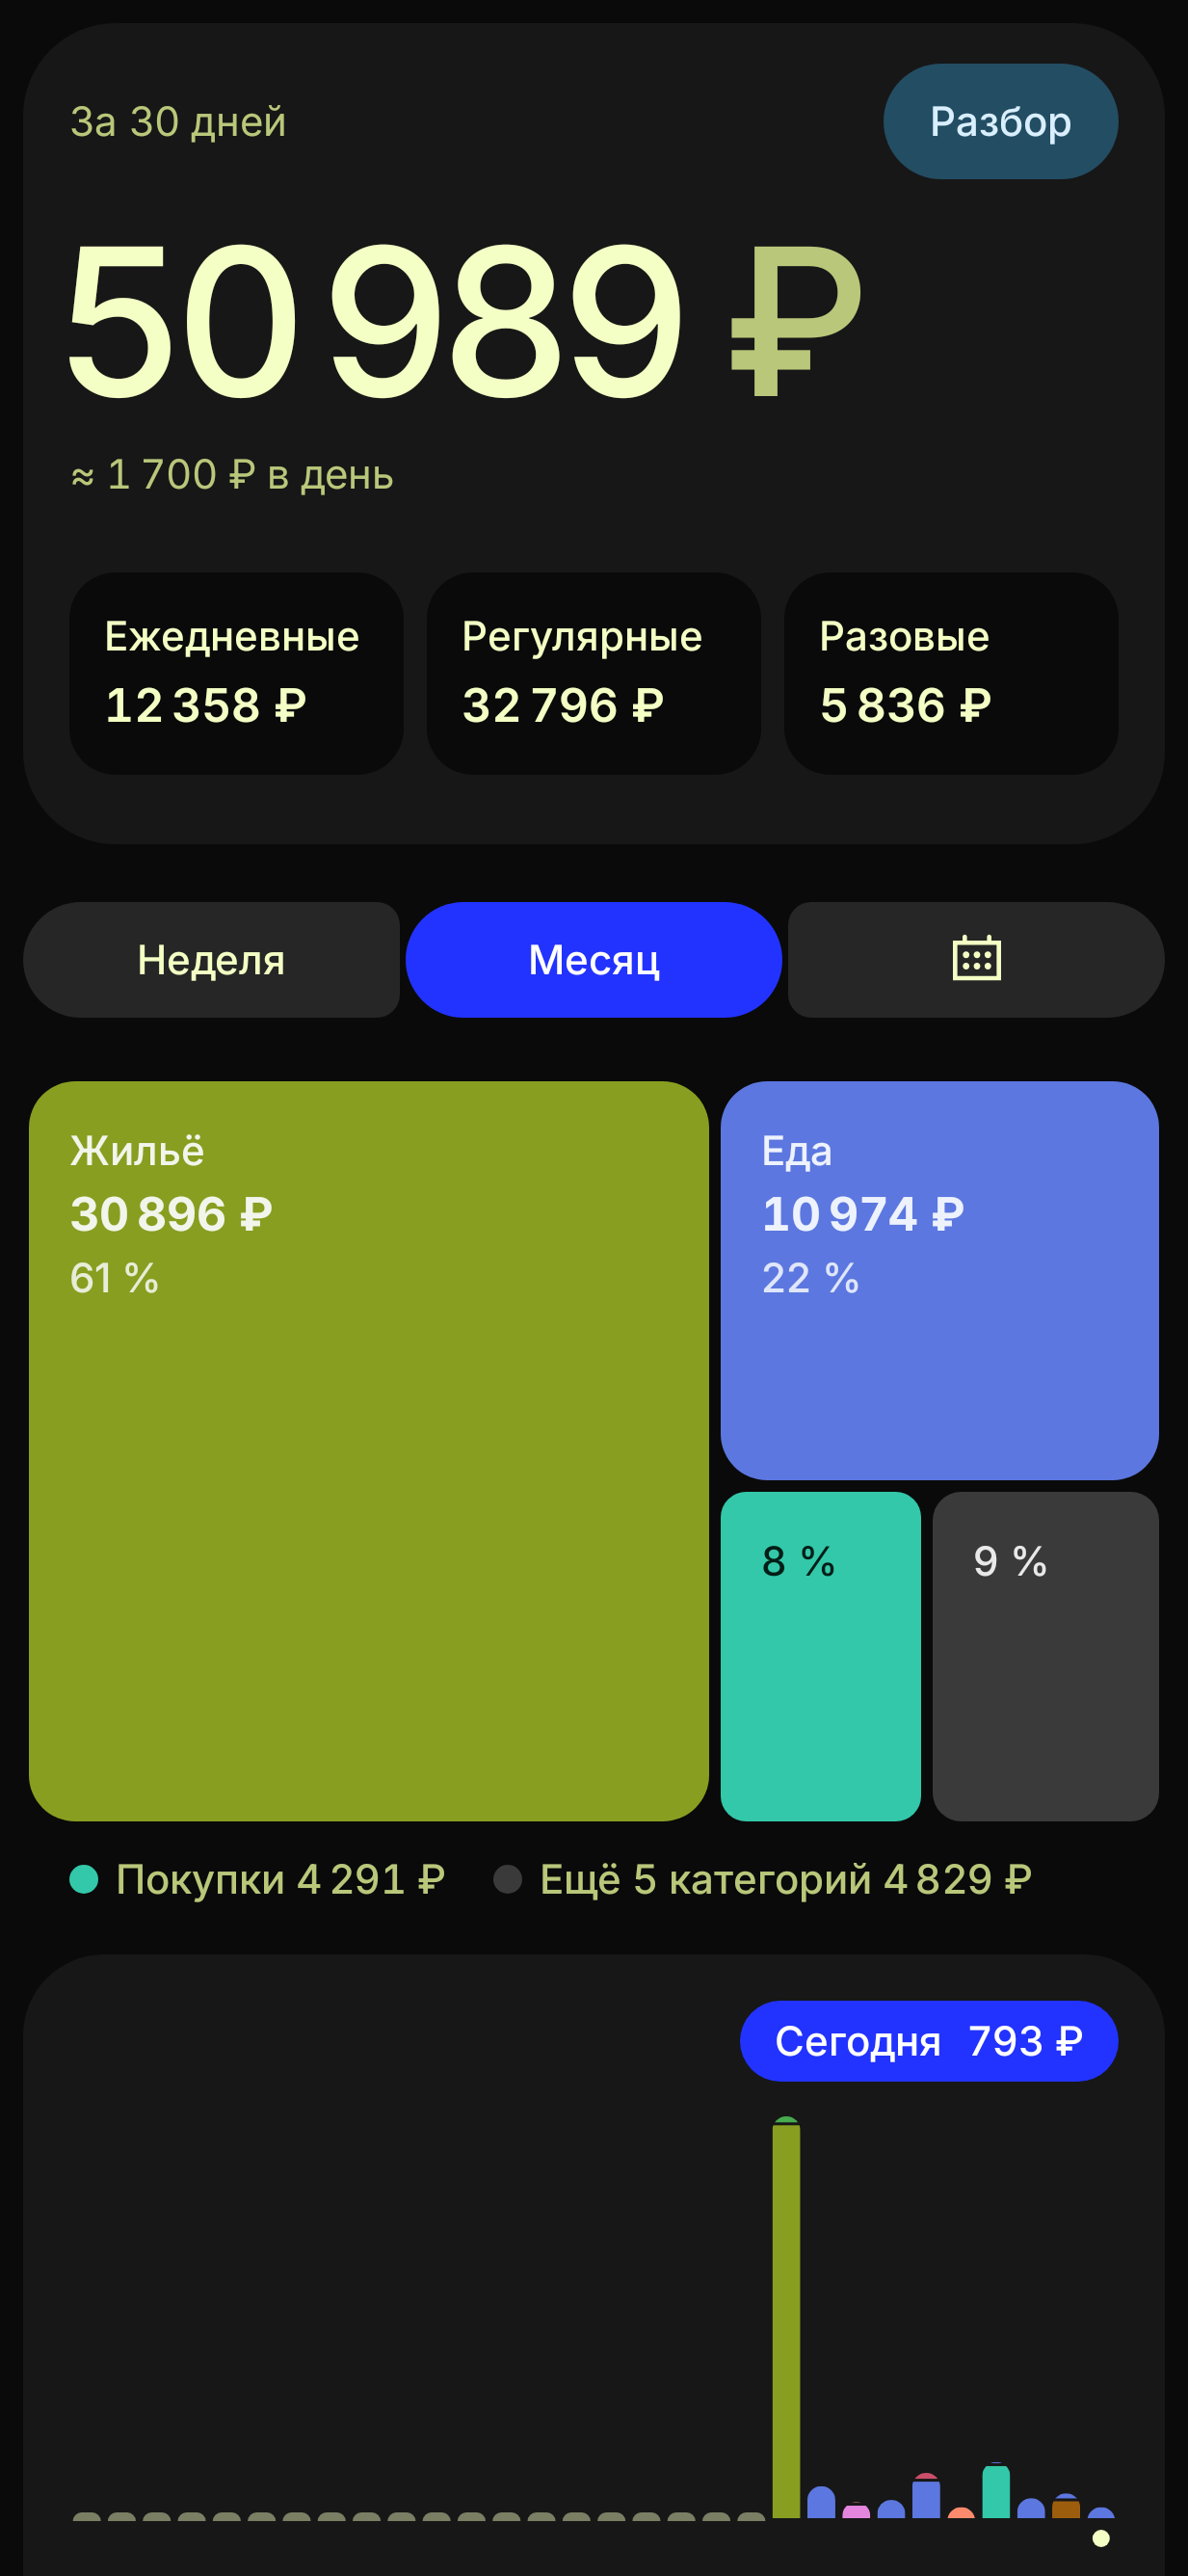 За 30 дней
Разбор
50 989 ₽
≈ 1 700 ₽ в день
Ежедневные
12 358 ₽
Регулярные
32 796 ₽
Разовые
5 836 ₽
Неделя
Месяц
Жильё
30 896 ₽
61 %
Еда
10 974 ₽
22 %
8 %
9 %
Покупки 4 291 ₽
Ещё 5 категорий 4 829 ₽
Сегодня 793 ₽